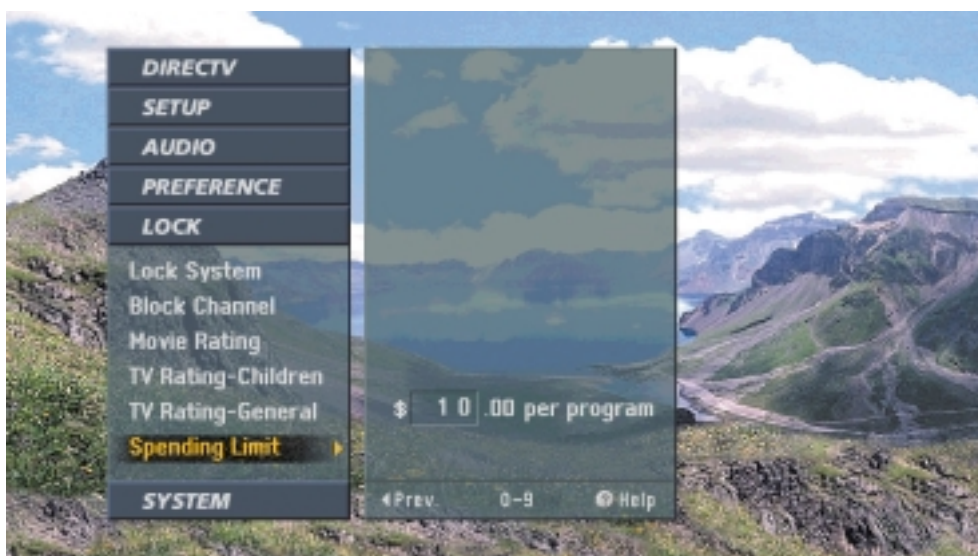 DIRECTV
SETUP
AUDIO
PREFERENCE
LOCK
Lock System
Block Channel
Movie Rating
TV Rating-Children
TV Rating-General
Spending Limit
SYSTEM
$ 10 .00 per program
Prev. 0-9 Help